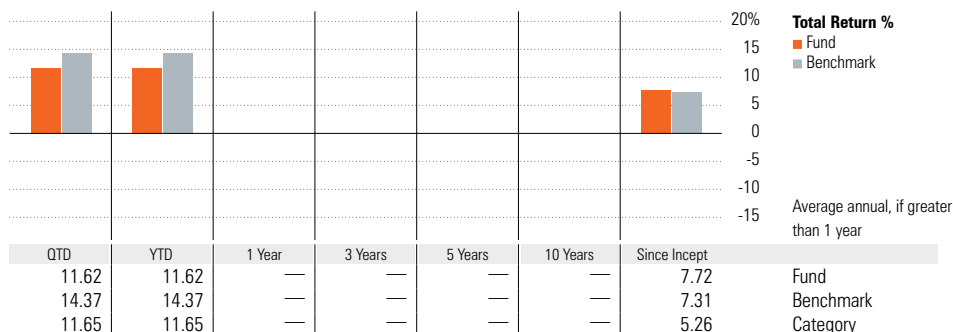 20%
15
10
5
0
-5
-10
-15
Total Return %
Fund
Benchmark
Average annual, if greater
than 1 year
QTD YTD 1 Year 3 Years 5 Years 10 Years Since Incept
11.62 11.62 — — — — 7.72 Fund
14.37 14.37 — — — — 7.31 Benchmark
11.65 11.65 — — — — 5.26 Category